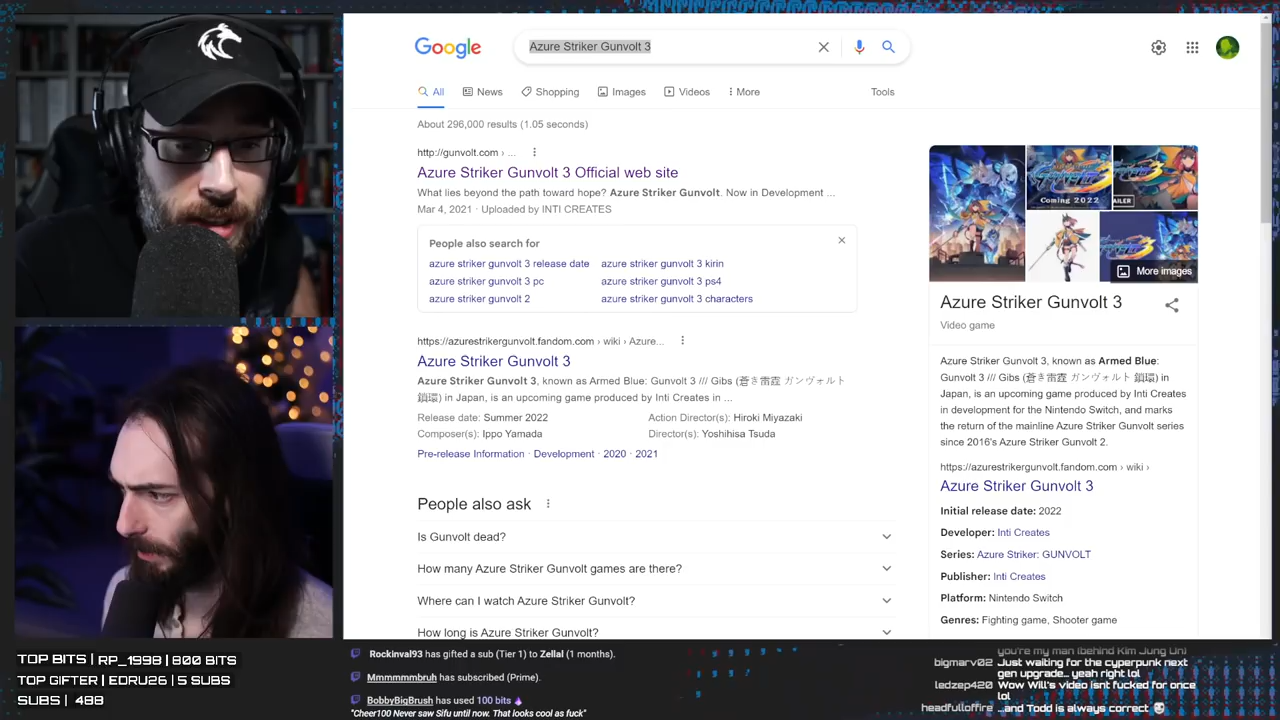 Google
Azure Striker Gunvolt 3
All
News
Shopping
Images
Videos
More
Tools
About 296,000 results (1.05 seconds)
http://gunvolt.com › ...
Azure Striker Gunvolt 3 Official web site
What lies beyond the path toward hope? Azure Striker Gunvolt. Now in Development ...
Mar 4, 2021 · Uploaded by INTI CREATES
People also search for
azure striker gunvolt 3 release date
azure striker gunvolt 3 kirin
azure striker gunvolt 3 pc
azure striker gunvolt 3 ps4
azure striker gunvolt 2
azure striker gunvolt 3 characters
https://azurestrikergunvolt.fandom.com › wiki › Azure...
Azure Striker Gunvolt 3
Azure Striker Gunvolt 3, known as Armed Blue: Gunvolt 3 /// Gibs (蒼き雷霆 ガンヴォルト
鎖環) in Japan, is an upcoming game produced by Inti Creates in ...
Release date: Summer 2022
Action Director(s): Hiroki Miyazaki
Composer(s): Ippo Yamada
Director(s): Yoshihisa Tsuda
Pre-release Information · Development · 2020 · 2021
People also ask
Is Gunvolt dead?
How many Azure Striker Gunvolt games are there?
Where can I watch Azure Striker Gunvolt?
How long is Azure Striker Gunvolt?
Coming 2022
More images
Azure Striker Gunvolt 3
Video game
Azure Striker Gunvolt 3, known as Armed Blue:
Gunvolt 3 /// Gibs (蒼き雷霆 ガンヴォルト 鎖環) in
Japan, is an upcoming game produced by Inti Creates
in development for the Nintendo Switch, and marks
the return of the mainline Azure Striker Gunvolt series
since 2016's Azure Striker Gunvolt 2.
https://azurestrikergunvolt.fandom.com › wiki ›
Azure Striker Gunvolt 3
Initial release date: 2022
Developer: Inti Creates
Series: Azure Striker: GUNVOLT
Publisher: Inti Creates
Platform: Nintendo Switch
Genres: Fighting game, Shooter game
TOP BITS | RP_1998 | 800 BITS
TOP GIFTER | EDRU26 | 5 SUBS
SUBS | 488
Rockinval93 has gifted a sub (Tier 1) to Zellal (1 months).
Mmmmmmbruh has subscribed (Prime).
BobbyBigBrush has used 100 bits
"Cheer100 Never saw Sifu until now. That looks cool as fuck"
you're my man (behind Kim Jung Un)
bigmarv02 Just waiting for the cyperpunk next
gen upgrade... yeah right lol
ledzep420 Wow Will's video isnt fucked for once
lol
headfulloffire ...and Todd is always correct